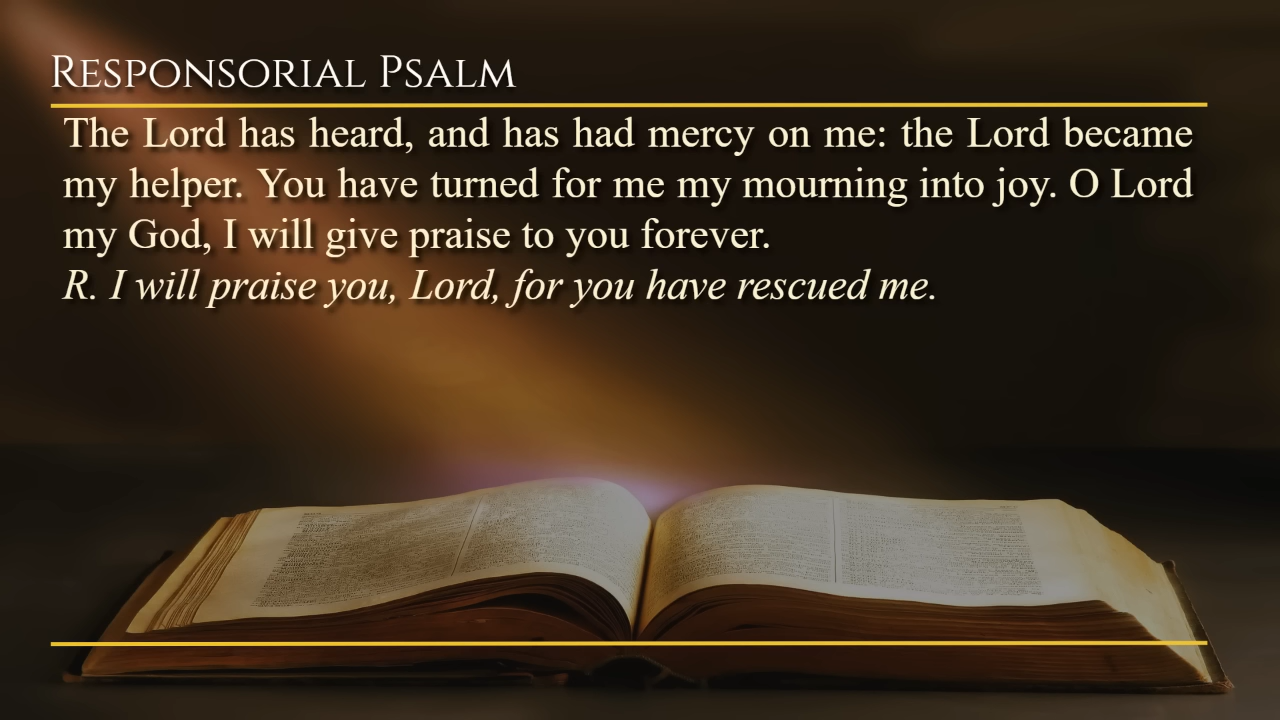 Responsorial Psalm
The Lord has heard, and has had mercy on me: the Lord became
my helper. You have turned for me my mourning into joy. O Lord
my God, I will give praise to you forever.
R. I will praise you, Lord, for you have rescued me.